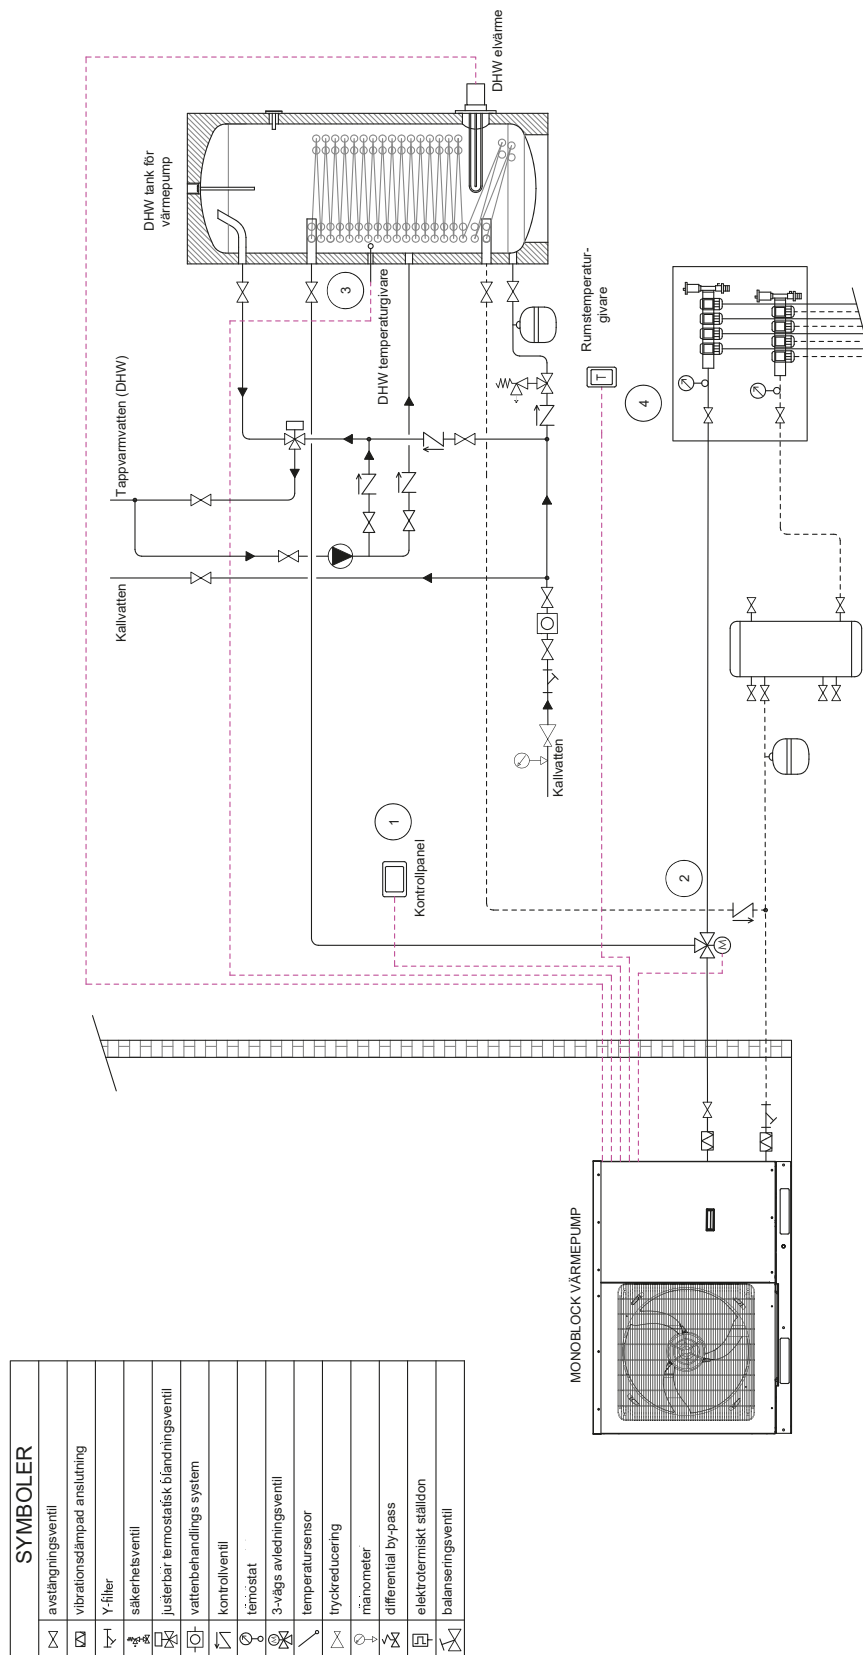 DHW elvärme
DHW tank för
värmepump
3
DHW temperaturgivare
Rumstemperatur-
givare
T
4
Tappvarmvatten (DHW)
Kallvatten
Kallvatten
1
Kontrollpanel
2
M
MONOBLOCK VÄRMEPUMP
SYMBOLER
avstängningsventil
vibrationsdämpad anslutning
Y-filter
säkerhetsventil
justerbar termostatisk blandningsventil
vattenbehandlings system
kontrollventil
temostat
M
3-vägs avledningsventil
temperatursensor
tryckreducering
manometer
differential by-pass
elektrotermiskt ställdon
balanseringsventil